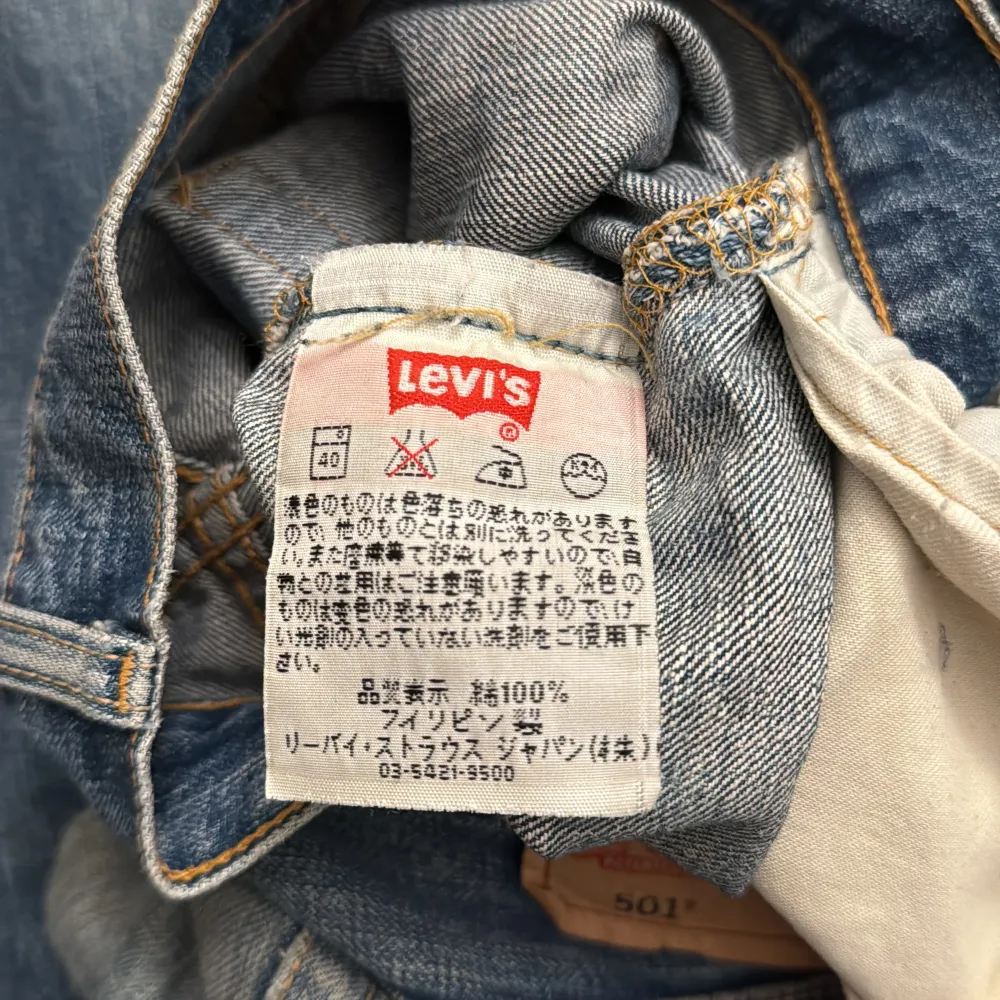 Levi's
®
8
40
濃色のものは色落ちの恐れがあります
ので、他のものとは別に洗ってくださ
い。また摩擦等で移染しやすいので、白
物との芝用はご注意願います。淡色の
ものは変色の恐れがありますので、け
い光剤の入っていない洗剤をご使用下
さい。
品質表示 綿100%
フィリピン製
リーバイ・ストラウス ジャパン(株)
03-5421-9500
501®